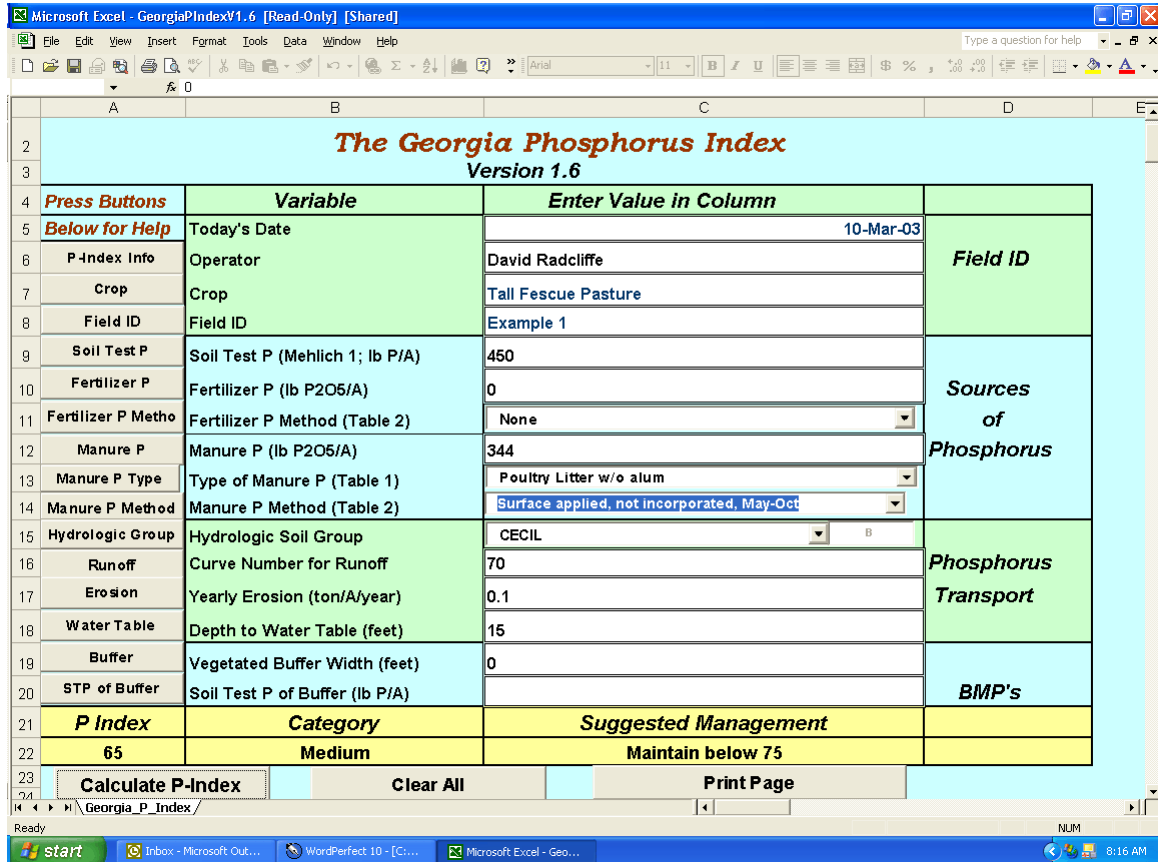 Microsoft Excel - GeorgiaPIndexV1.6 [Read-Only] [Shared]
File Edit View Insert Format Tools Data Window Help Type a question for help
Arial 11 B I U $ % ,
fx 0
A B C D E
2 The Georgia Phosphorus Index
3 Version 1.6
4 Press Buttons Variable Enter Value in Column
5 Below for Help Today's Date 10-Mar-03
6 P-Index Info Operator David Radcliffe Field ID
7 Crop Crop Tall Fescue Pasture
8 Field ID Field ID Example 1
9 Soil Test P Soil Test P (Mehlich 1; lb P/A) 450
10 Fertilizer P Fertilizer P (lb P2O5/A) 0 Sources
11 Fertilizer P Metho Fertilizer P Method (Table 2) None of
12 Manure P Manure P (lb P2O5/A) 344 Phosphorus
13 Manure P Type Type of Manure P (Table 1) Poultry Litter w/o alum
14 Manure P Method Manure P Method (Table 2) Surface applied, not incorporated, May-Oct
15 Hydrologic Group Hydrologic Soil Group CECIL B
16 Runoff Curve Number for Runoff 70 Phosphorus
17 Erosion Yearly Erosion (ton/A/year) 0.1 Transport
18 Water Table Depth to Water Table (feet) 15
19 Buffer Vegetated Buffer Width (feet) 0
20 STP of Buffer Soil Test P of Buffer (lb P/A) BMP's
21 P Index Category Suggested Management
22 65 Medium Maintain below 75
23 Calculate P-Index Clear All Print Page
24
Georgia_P_Index
Ready NUM
start Inbox - Microsoft Out... WordPerfect 10 - [C:... Microsoft Excel - Geo... 8:16 AM